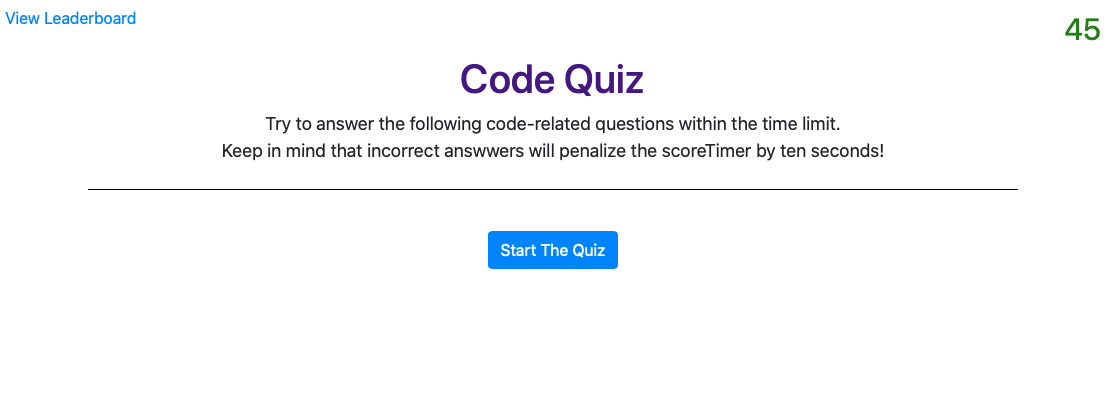 View Leaderboard
45
Code Quiz
Try to answer the following code-related questions within the time limit.
Keep in mind that incorrect answwers will penalize the scoreTimer by ten seconds!
Start The Quiz